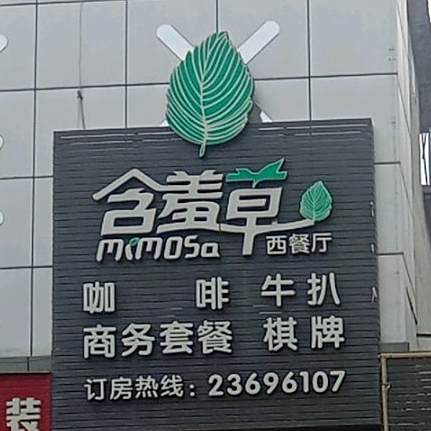 含羞草
mimosa 西餐厅
咖啡 牛扒
商务套餐 棋牌
订房热线：23696107
装